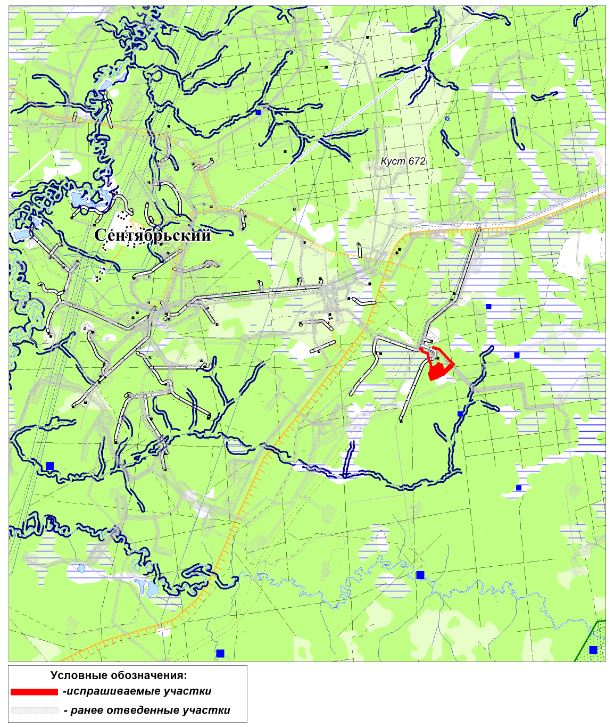 Куст 672
Сентябрьский
Условные обозначения:
-испрашиваемые участки
- ранее отведенные участки